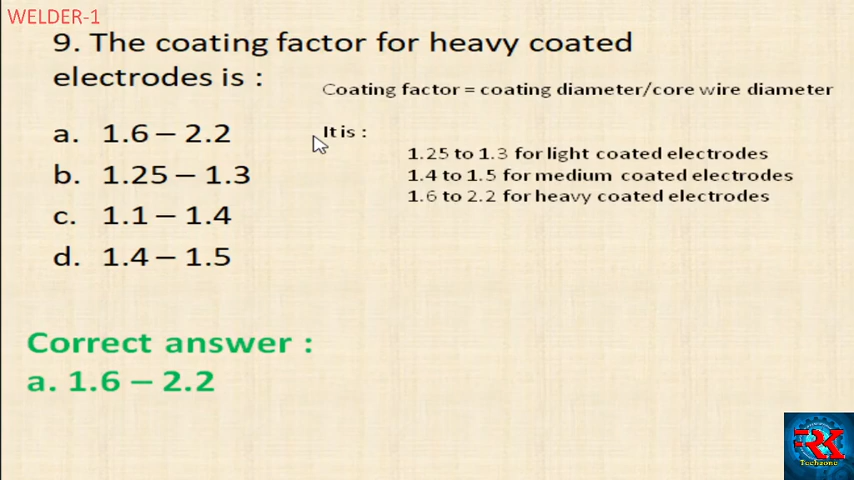 WELDER-1
9. The coating factor for heavy coated
electrodes is :
Coating factor = coating diameter/core wire diameter
a. 1.6 – 2.2
b. 1.25 – 1.3
c. 1.1 – 1.4
d. 1.4 – 1.5
It is :
1.25 to 1.3 for light coated electrodes
1.4 to 1.5 for medium coated electrodes
1.6 to 2.2 for heavy coated electrodes
Correct answer :
a. 1.6 – 2.2
RK
Techzone